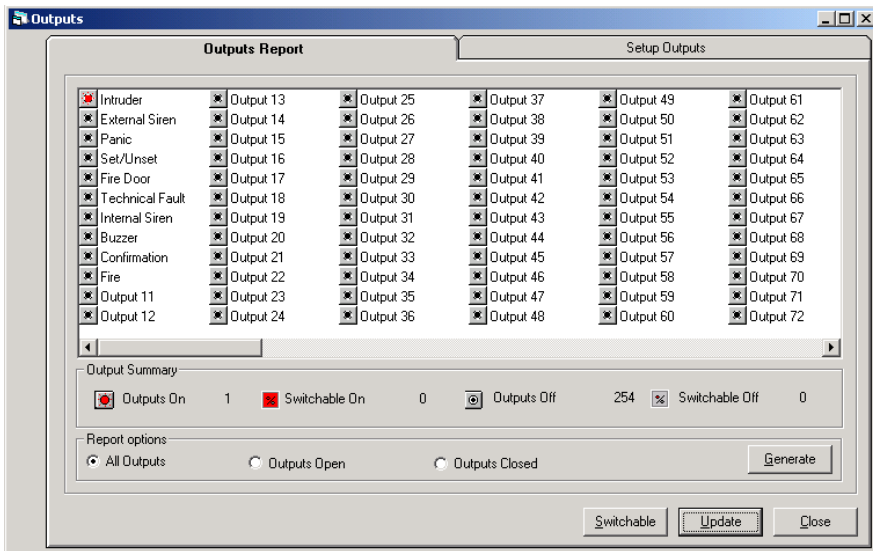 Outputs
Outputs Report Setup Outputs
Intruder Output 13 Output 25 Output 37 Output 49 Output 61
External Siren Output 14 Output 26 Output 38 Output 50 Output 62
Panic Output 15 Output 27 Output 39 Output 51 Output 63
Set/Unset Output 16 Output 28 Output 40 Output 52 Output 64
Fire Door Output 17 Output 29 Output 41 Output 53 Output 65
Technical Fault Output 18 Output 30 Output 42 Output 54 Output 66
Internal Siren Output 19 Output 31 Output 43 Output 55 Output 67
Buzzer Output 20 Output 32 Output 44 Output 56 Output 68
Confirmation Output 21 Output 33 Output 45 Output 57 Output 69
Fire Output 22 Output 34 Output 46 Output 58 Output 70
Output 11 Output 23 Output 35 Output 47 Output 59 Output 71
Output 12 Output 24 Output 36 Output 48 Output 60 Output 72
Output Summary
Outputs On 1 % Switchable On 0 Outputs Off 254 % Switchable Off 0
Report options
All Outputs Outputs Open Outputs Closed Generate
Switchable Update Close